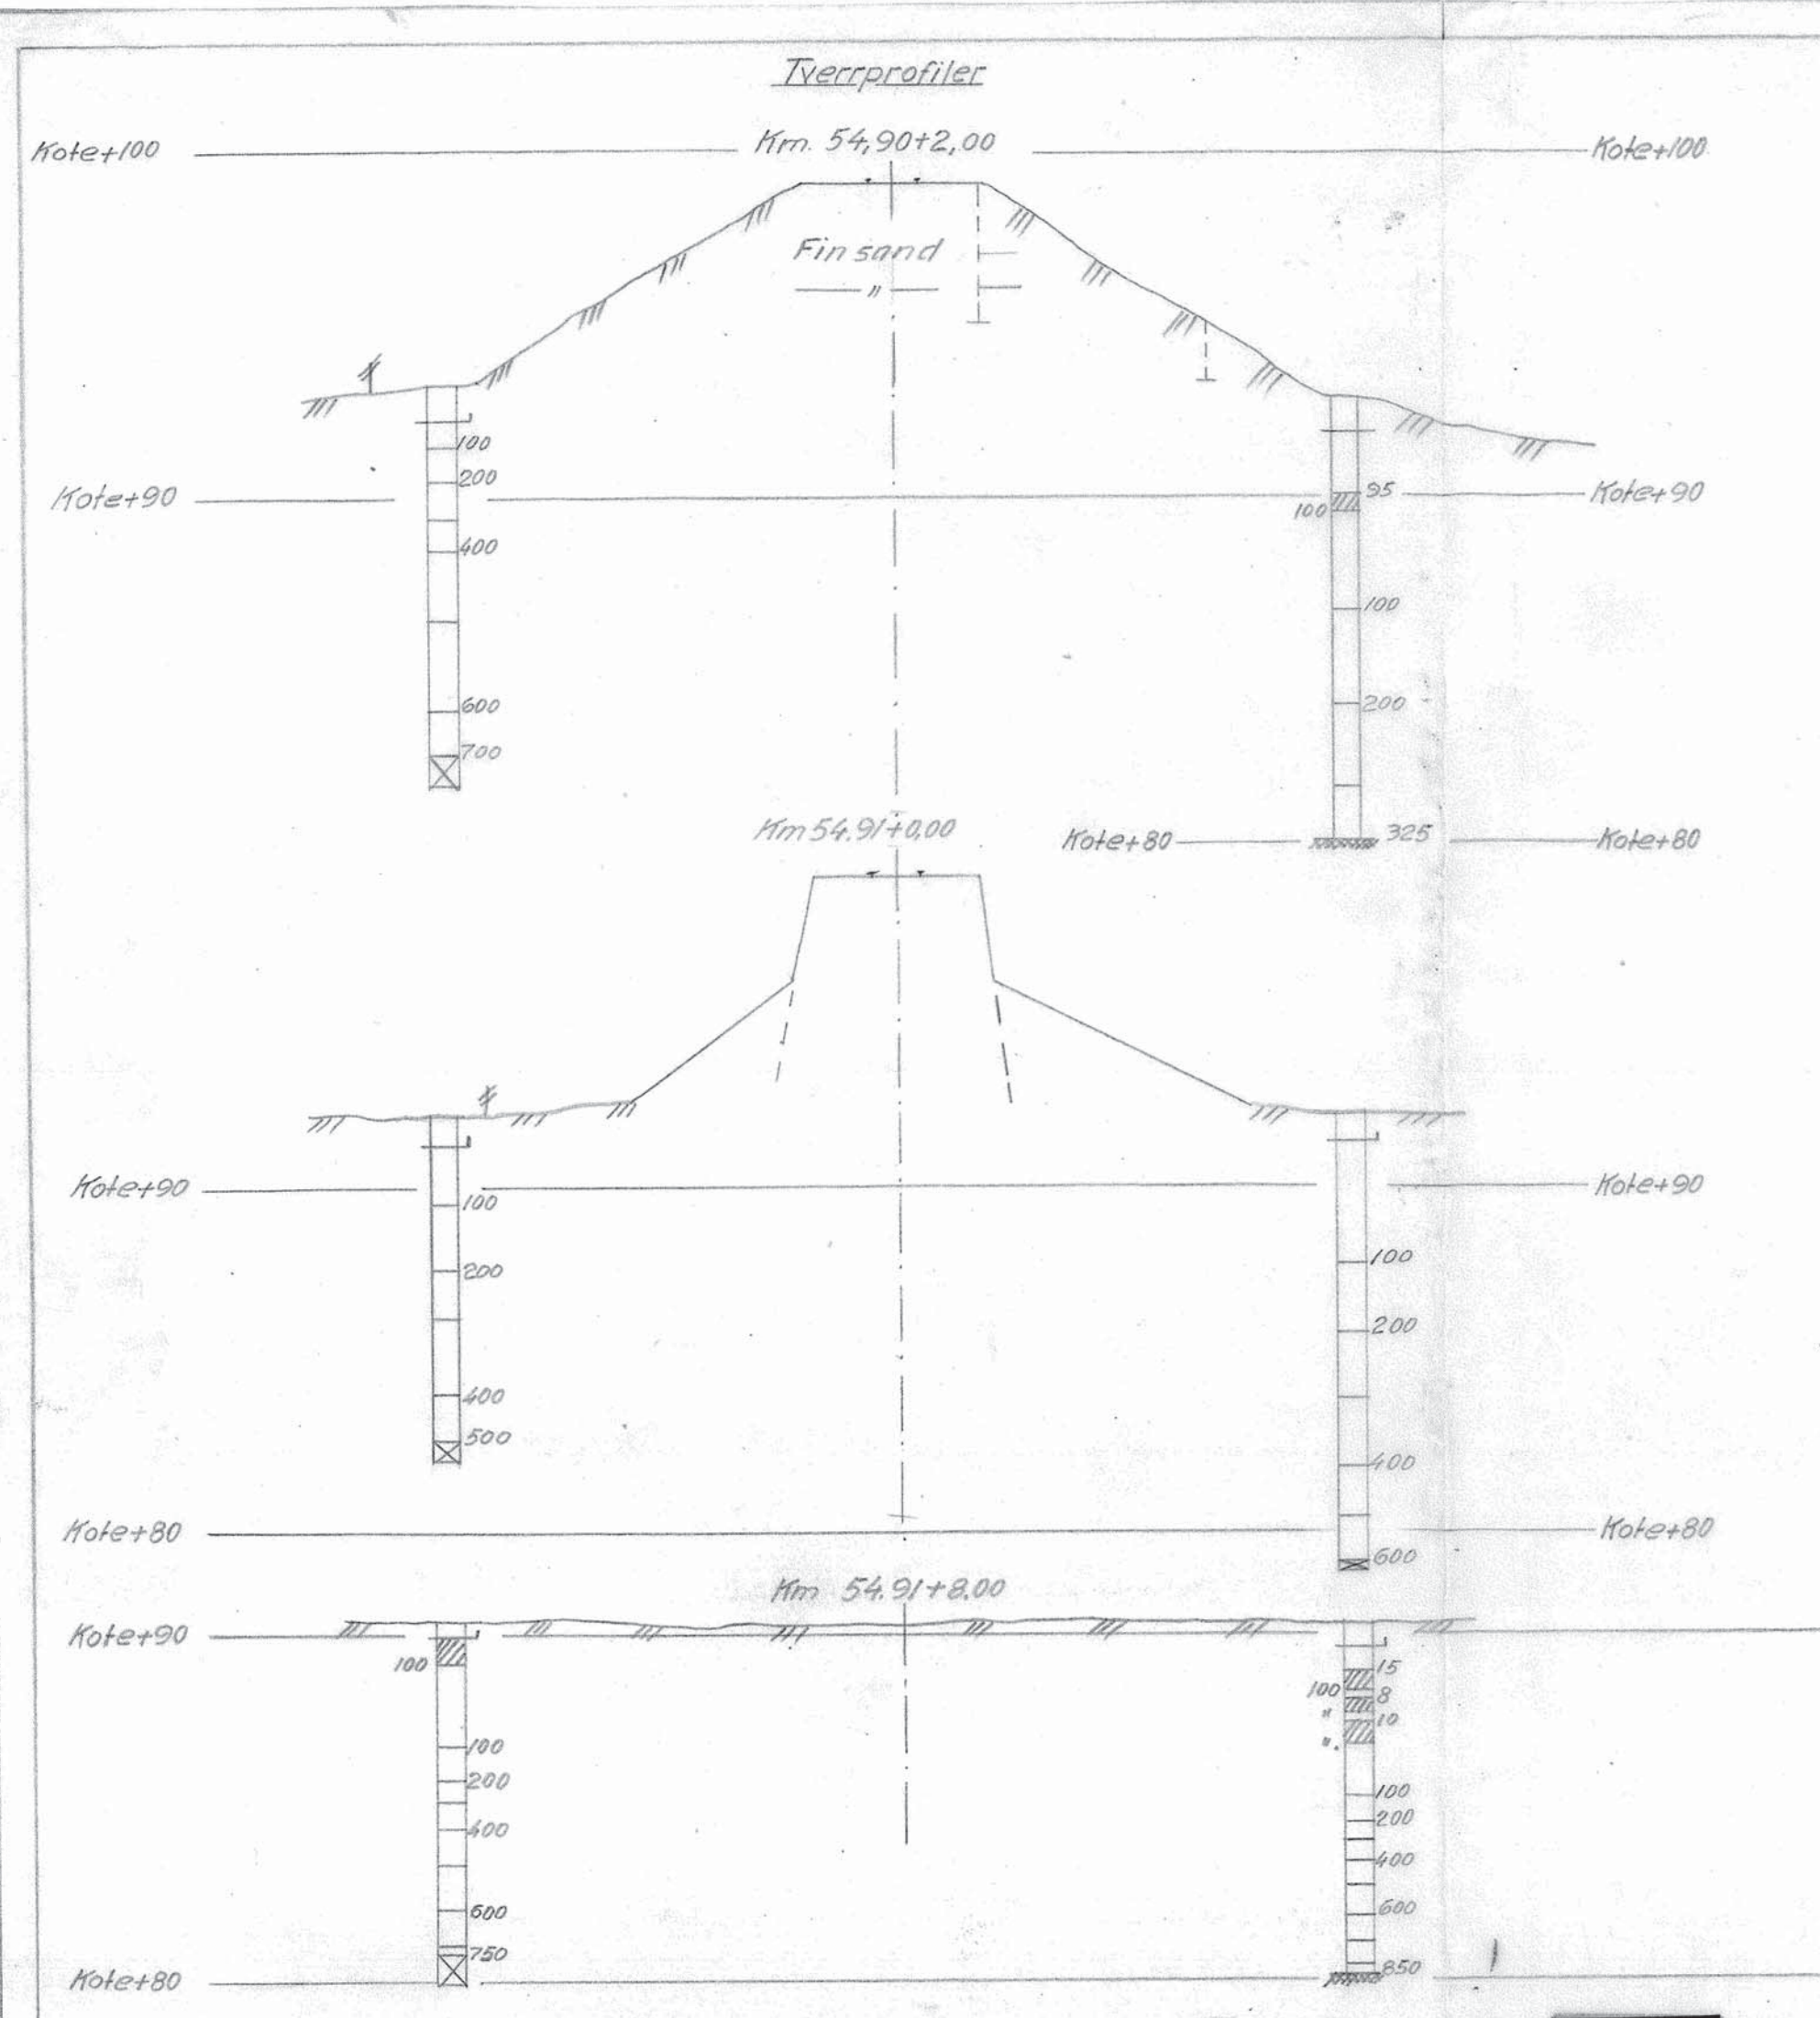 Tverrprofiler
Kote+100 Km. 54,90+2,00 Kote+100
Fin sand
— " —
100
200
Kote+90 95 Kote+90
100
400
100
600
200
700
Km 54.91+0,00 Kote+80 325 Kote+80
Kote+90 Kote+90
100
100
200
200
400
500
400
Kote+80 Kote+80
600
Km 54.91+8.00
Kote+90
100 15
100 8
" 10
".
100
100
200
200
400
400
600
600
750
Kote+80 850